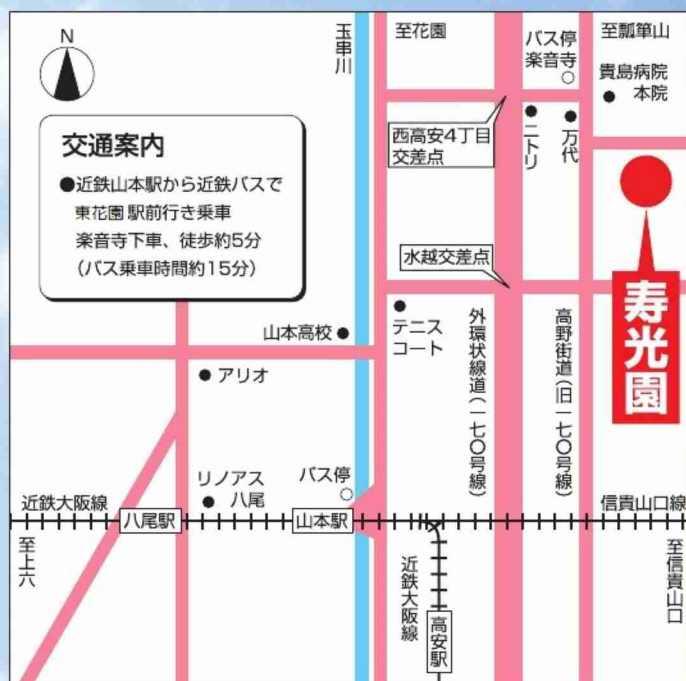 N
玉串川
至花園
バス停
楽音寺
至瓢箪山
貴島病院
本院
交通案内
●近鉄山本駅から近鉄バスで
東花園駅前行き乗車
楽音寺下車、徒歩約5分
（バス乗車時間約15分）
西高安4丁目
交差点
ニトリ
万代
水越交差点
寿光園
山本高校
テニス
コート
外環状線道（一七〇号線）
高野街道（旧一七〇号線）
アリオ
リノアス
八尾
バス停
近鉄大阪線
八尾駅
山本駅
信貴山口線
至上六
近鉄大阪線
高安駅
至信貴山口